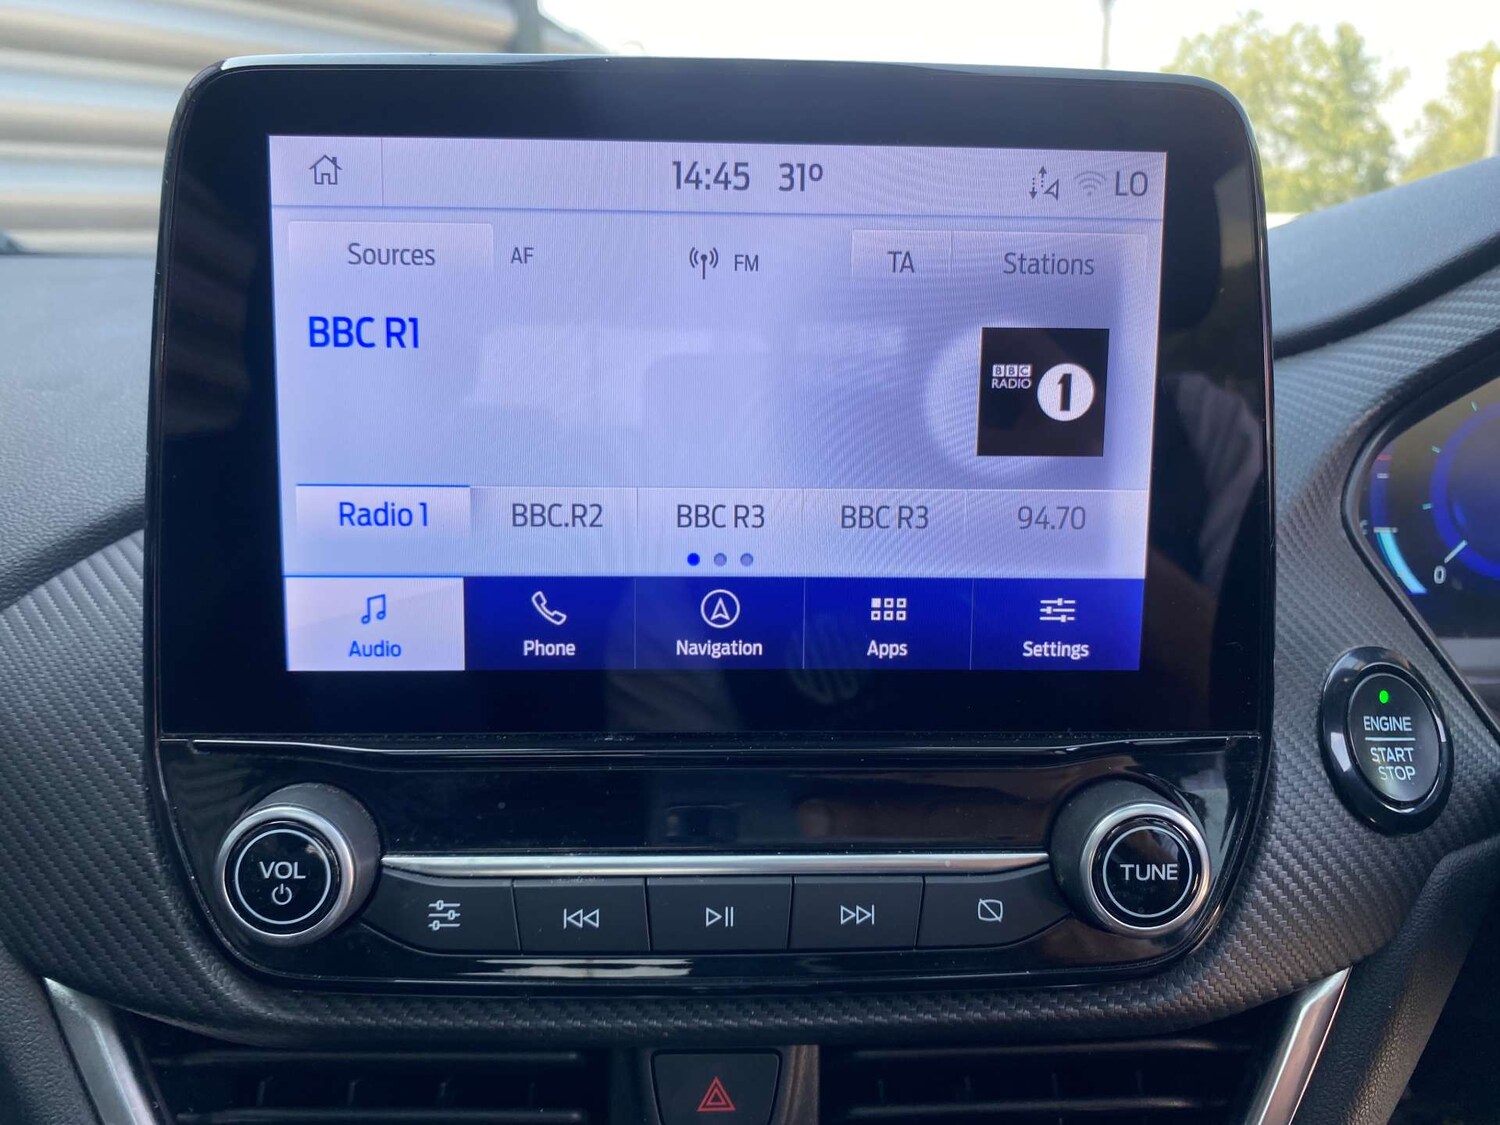 14:45 31° LO
Sources AF FM TA Stations
BBC R1
BBC
RADIO 1
Radio 1 BBC.R2 BBC R3 BBC R3 94.70
Audio Phone Navigation Apps Settings
0
ENGINE
START
STOP
VOL TUNE